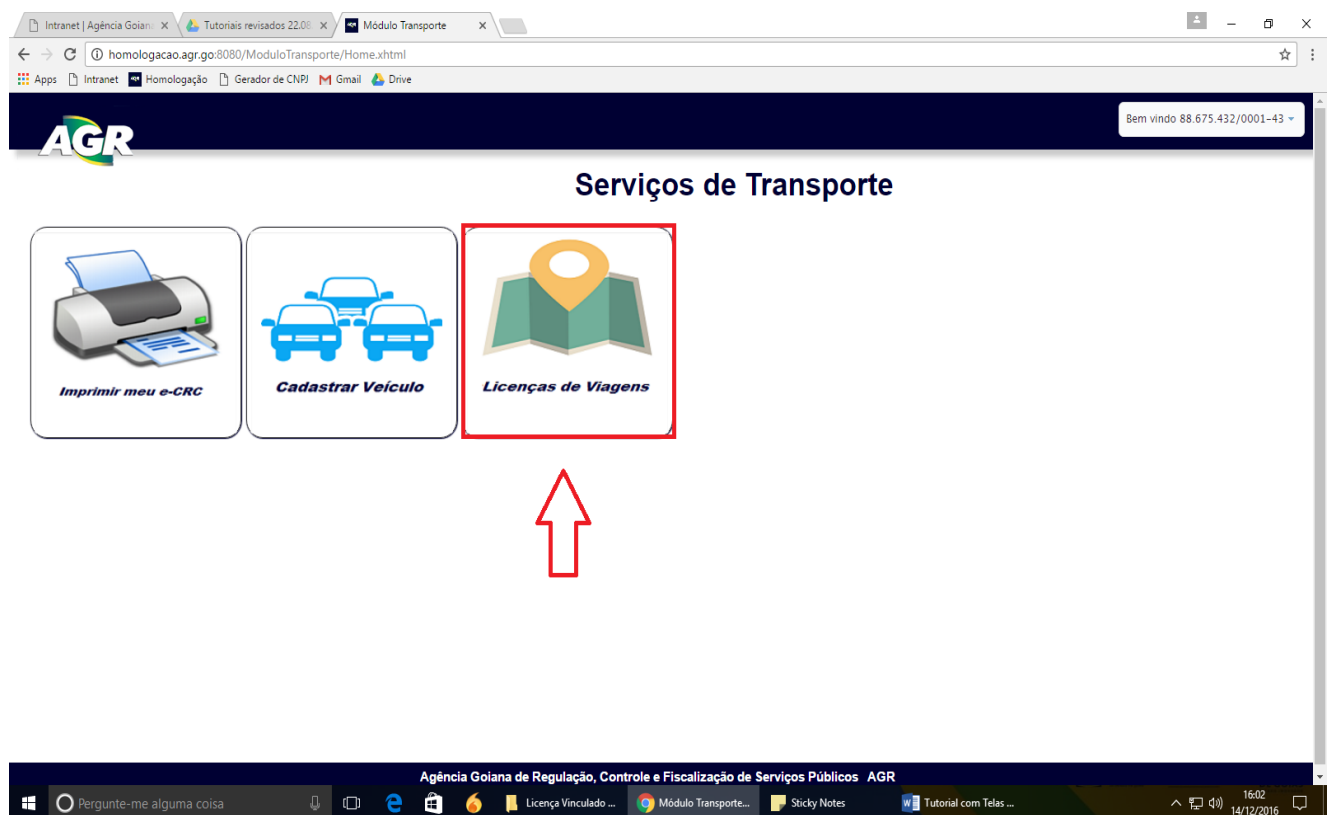 Intranet | Agência Goian
Tutoriais revisados 22.08
Módulo Transporte
homologacao.agr.go:8080/ModuloTransporte/Home.xhtml
Apps Intranet Homologação Gerador de CNPJ Gmail Drive
AGR
Bem vindo 88.675.432/0001-43
Serviços de Transporte
Imprimir meu e-CRC
Cadastrar Veículo
Licenças de Viagens
Agência Goiana de Regulação, Controle e Fiscalização de Serviços Públicos AGR
Pergunte-me alguma coisa
Licença Vinculado ...
Módulo Transporte...
Sticky Notes
Tutorial com Telas ...
16:02
14/12/2016